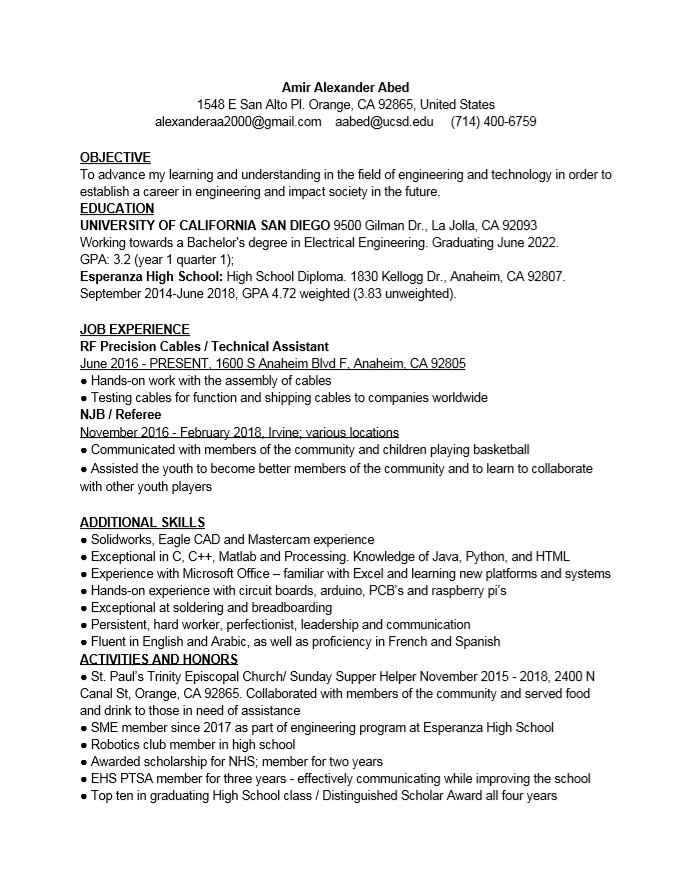 Amir Alexander Abed
1548 E San Alto Pl. Orange, CA 92865, United States
alexanderaa2000@gmail.com aabed@ucsd.edu (714) 400-6759
OBJECTIVE
To advance my learning and understanding in the field of engineering and technology in order to
establish a career in engineering and impact society in the future.
EDUCATION
UNIVERSITY OF CALIFORNIA SAN DIEGO 9500 Gilman Dr., La Jolla, CA 92093
Working towards a Bachelor's degree in Electrical Engineering. Graduating June 2022.
GPA: 3.2 (year 1 quarter 1);
Esperanza High School: High School Diploma. 1830 Kellogg Dr., Anaheim, CA 92807.
September 2014-June 2018, GPA 4.72 weighted (3.83 unweighted).
JOB EXPERIENCE
RF Precision Cables / Technical Assistant
June 2016 - PRESENT, 1600 S Anaheim Blvd F, Anaheim, CA 92805
● Hands-on work with the assembly of cables
● Testing cables for function and shipping cables to companies worldwide
NJB / Referee
November 2016 - February 2018, Irvine; various locations
● Communicated with members of the community and children playing basketball
● Assisted the youth to become better members of the community and to learn to collaborate
with other youth players
ADDITIONAL SKILLS
● Solidworks, Eagle CAD and Mastercam experience
● Exceptional in C, C++, Matlab and Processing. Knowledge of Java, Python, and HTML
● Experience with Microsoft Office – familiar with Excel and learning new platforms and systems
● Hands-on experience with circuit boards, arduino, PCB's and raspberry pi's
● Exceptional at soldering and breadboarding
● Persistent, hard worker, perfectionist, leadership and communication
● Fluent in English and Arabic, as well as proficiency in French and Spanish
ACTIVITIES AND HONORS
● St. Paul's Trinity Episcopal Church/ Sunday Supper Helper November 2015 - 2018, 2400 N
Canal St, Orange, CA 92865. Collaborated with members of the community and served food
and drink to those in need of assistance
● SME member since 2017 as part of engineering program at Esperanza High School
● Robotics club member in high school
● Awarded scholarship for NHS; member for two years
● EHS PTSA member for three years - effectively communicating while improving the school
● Top ten in graduating High School class / Distinguished Scholar Award all four years